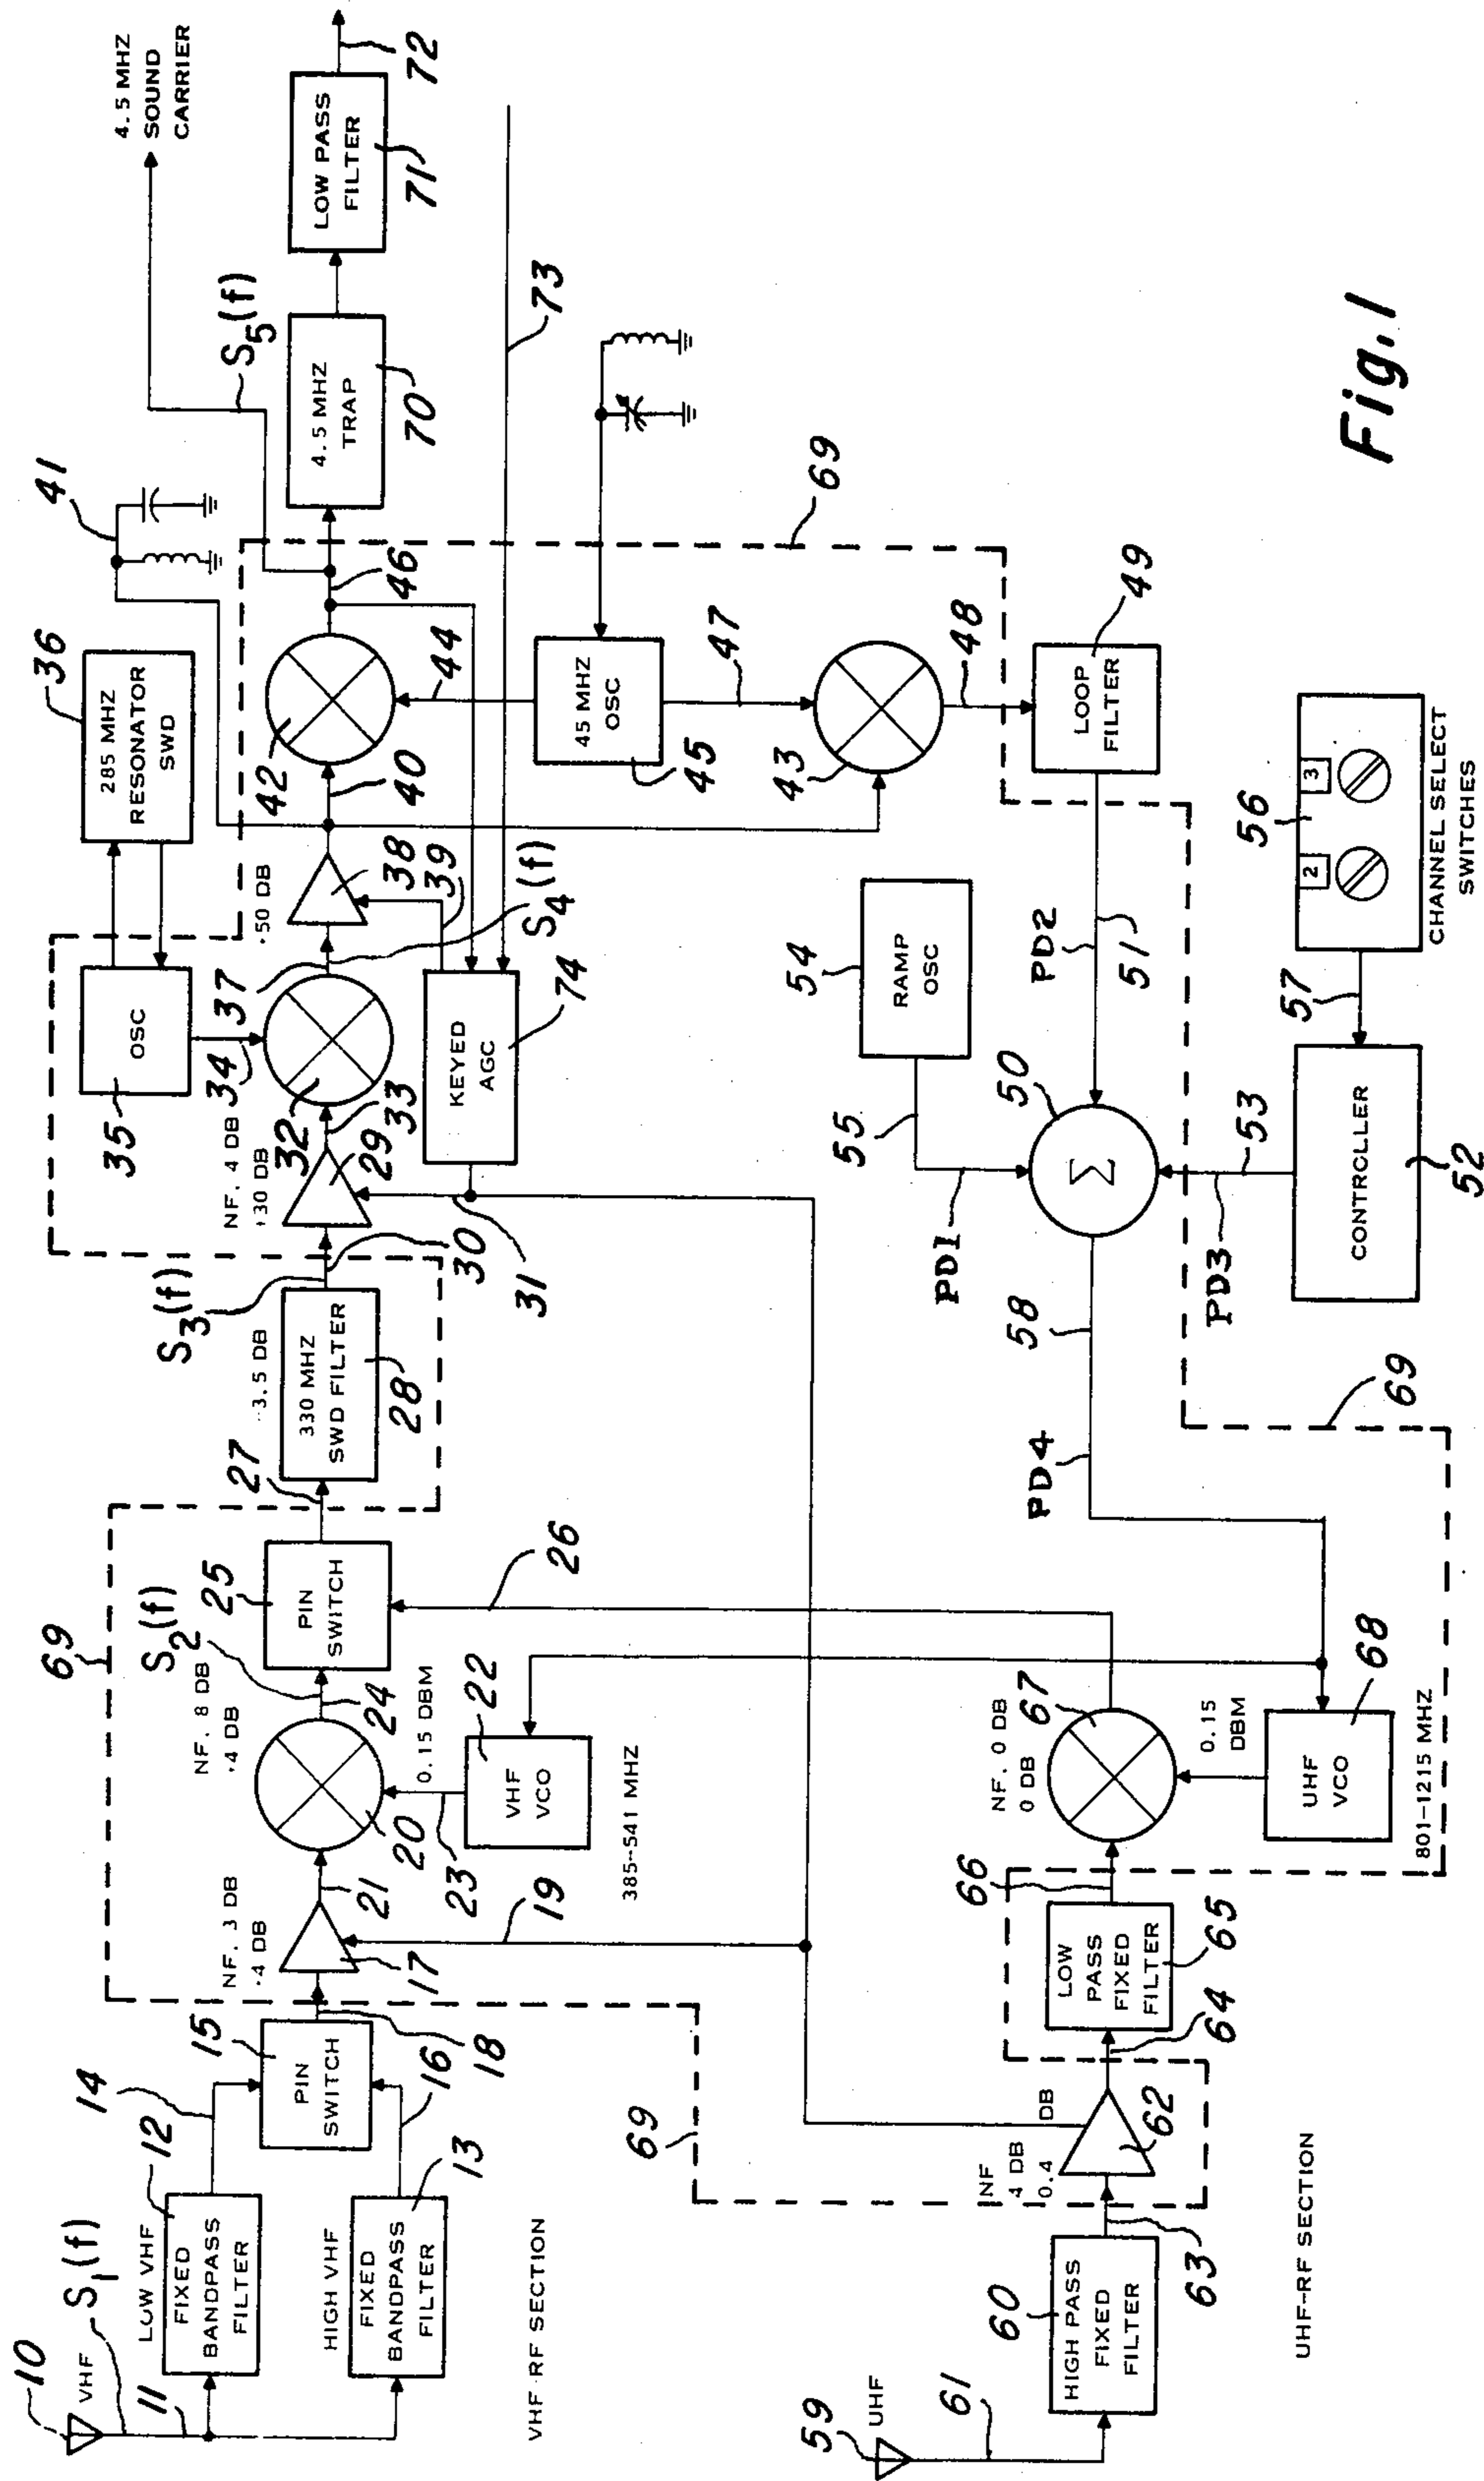 10
VHF
S1(f)
11
LOW VHF
12
14
FIXED
BANDPASS
FILTER
HIGH VHF
13
FIXED
BANDPASS
FILTER
16
VHF-RF SECTION
15
PIN
SWITCH
18
69
NF. 3 DB
·4 DB
17
21
19
NF. 8 DB
·4 DB
20
23
0.15 DBM
VHF
VCO
22
385-541 MHZ
S2(f)
24
25
PIN
SWITCH
26
27
-3.5 DB
330 MHZ
SWD FILTER
28
S3(f)
30
31
NF. 4 DB
+30 DB
29
33
32
34
35
OSC
37
285 MHZ
RESONATOR
SWD
36
S4(f)
KEYED
AGC
74
·50 DB
38
39
40
41
42
44
45 MHZ
OSC
45
46
47
43
48
LOOP
FILTER
49
69
S5(f)
4.5 MHZ
SOUND
CARRIER
4.5 MHZ
TRAP
70
LOW PASS
FILTER
71
72
73
59
UHF
61
60
HIGH PASS
FIXED
FILTER
63
UHF-RF SECTION
69
NF
4 DB
0.4 DB
62
64
LOW
PASS
FIXED
FILTER
65
66
NF. 0 DB
0 DB
67
0.15
DBM
UHF
VCO
68
801-1215 MHZ
PD4
58
69
50
Σ
PD1
55
RAMP
OSC
54
PD2
51
PD3
53
CONTROLLER
52
57
56
2
3
CHANNEL SELECT
SWITCHES
Fig.1